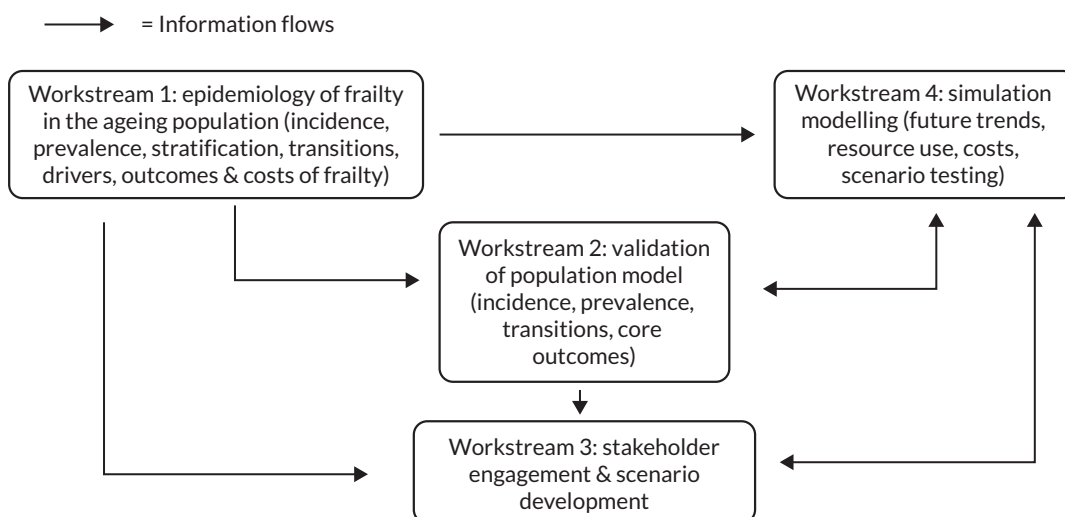 = Information flows
Workstream 1: epidemiology of frailty
in the ageing population (incidence,
prevalence, stratification, transitions,
drivers, outcomes & costs of frailty)
Workstream 4: simulation
modelling (future trends,
resource use, costs,
scenario testing)
Workstream 2: validation
of population model
(incidence, prevalence,
transitions, core
outcomes)
Workstream 3: stakeholder
engagement & scenario
development